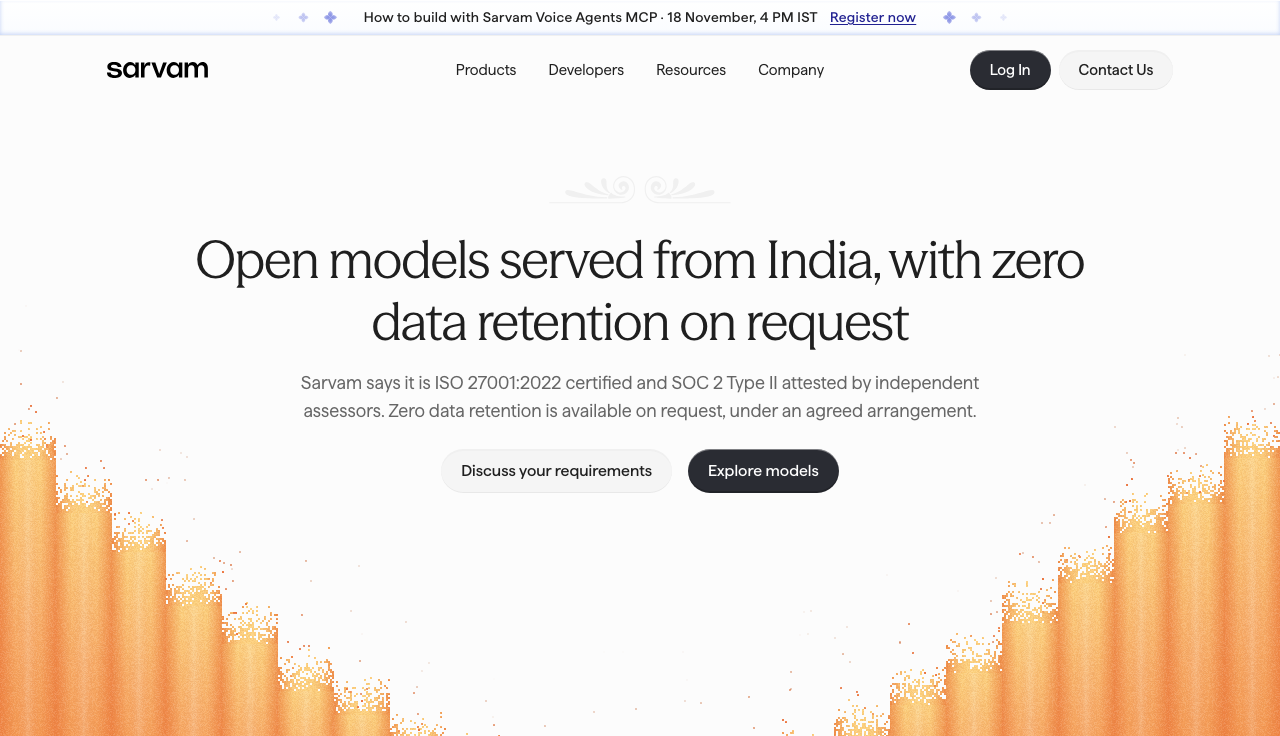 How to build with Sarvam Voice Agents MCP · 18 November, 4 PM IST Register now
sarvam Products Developers Resources Company Log In Contact Us
Open models served from India, with zero
data retention on request
Sarvam says it is ISO 27001:2022 certified and SOC 2 Type II attested by independent
assessors. Zero data retention is available on request, under an agreed arrangement.
Discuss your requirements Explore models